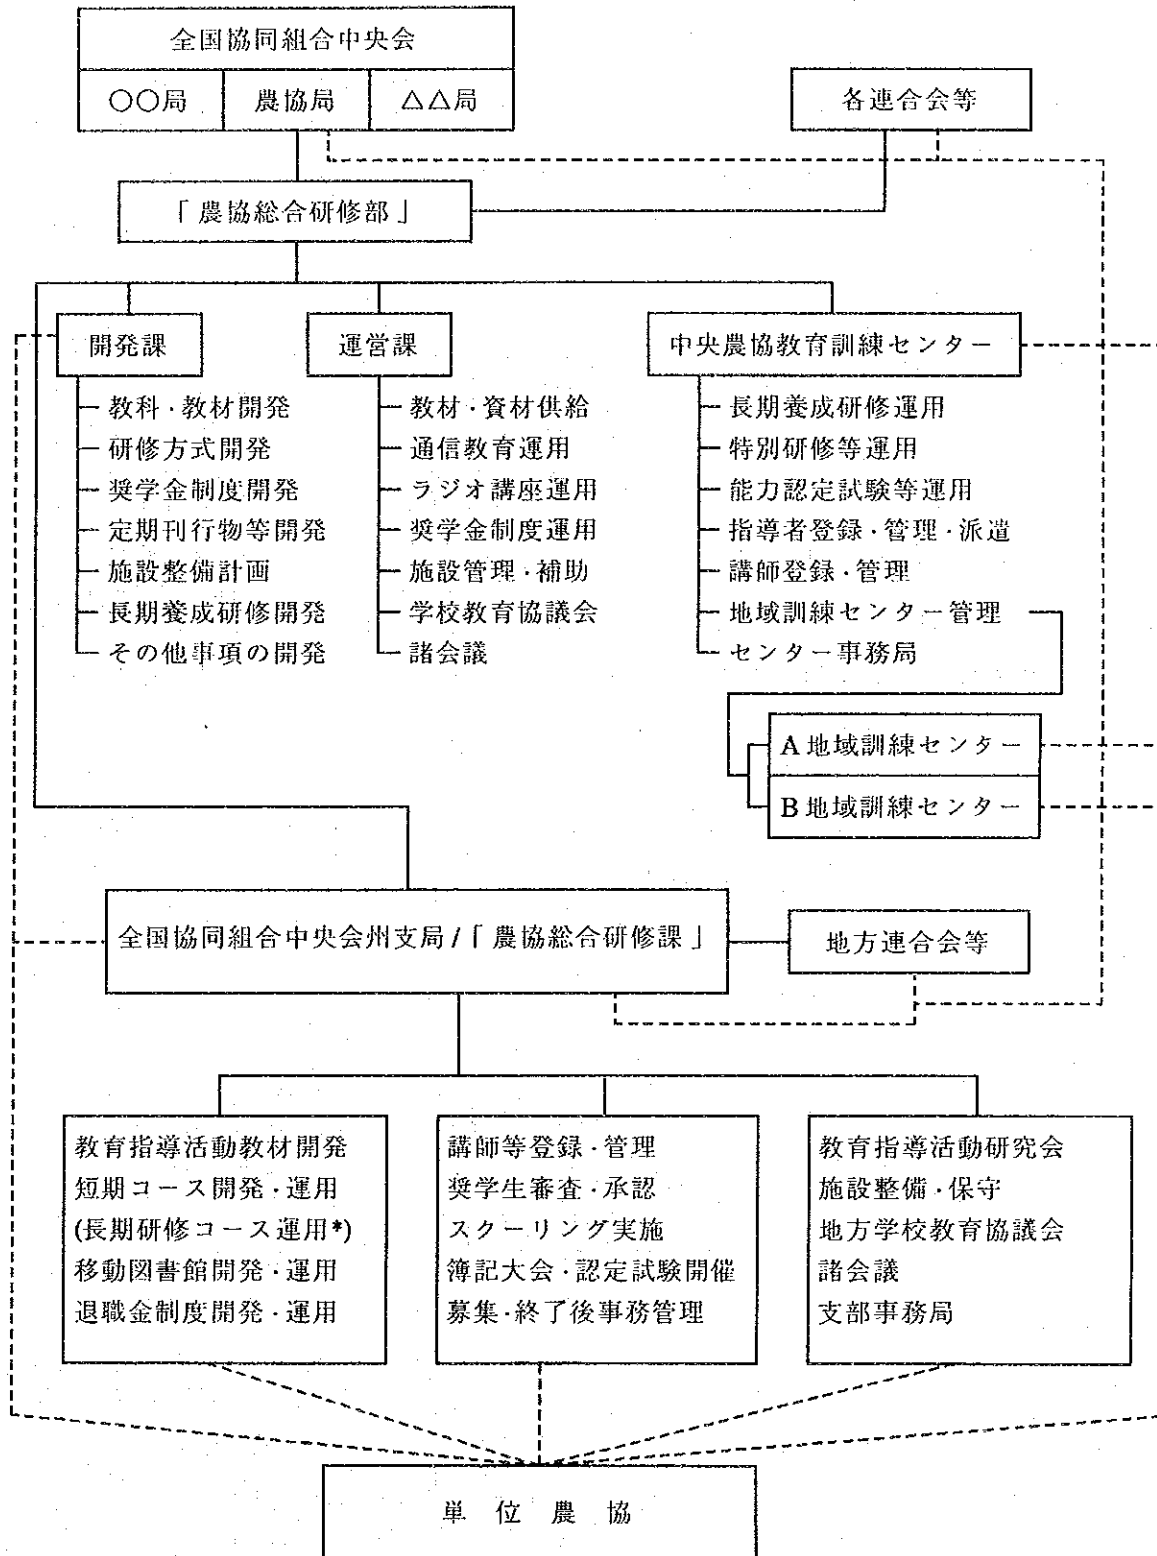 全国協同組合中央会
○○局
農協局
△△局
各連合会等
「農協総合研修部」
開発課
教科・教材開発
研修方式開発
奨学金制度開発
定期刊行物等開発
施設整備計画
長期養成研修開発
その他事項の開発
運営課
教材・資材供給
通信教育運用
ラジオ講座運用
奨学金制度運用
施設管理・補助
学校教育協議会
諸会議
中央農協教育訓練センター
長期養成研修運用
特別研修等運用
能力認定試験等運用
指導者登録・管理・派遣
講師登録・管理
地域訓練センター管理
センター事務局
A地域訓練センター
B地域訓練センター
全国協同組合中央会州支局/「農協総合研修課」
地方連合会等
教育指導活動教材開発
短期コース開発・運用
(長期研修コース運用*)
移動図書館開発・運用
退職金制度開発・運用
講師等登録・管理
奨学生審査・承認
スクーリング実施
簿記大会・認定試験開催
募集・終了後事務管理
教育指導活動研究会
施設整備・保守
地方学校教育協議会
諸会議
支部事務局
単位農協